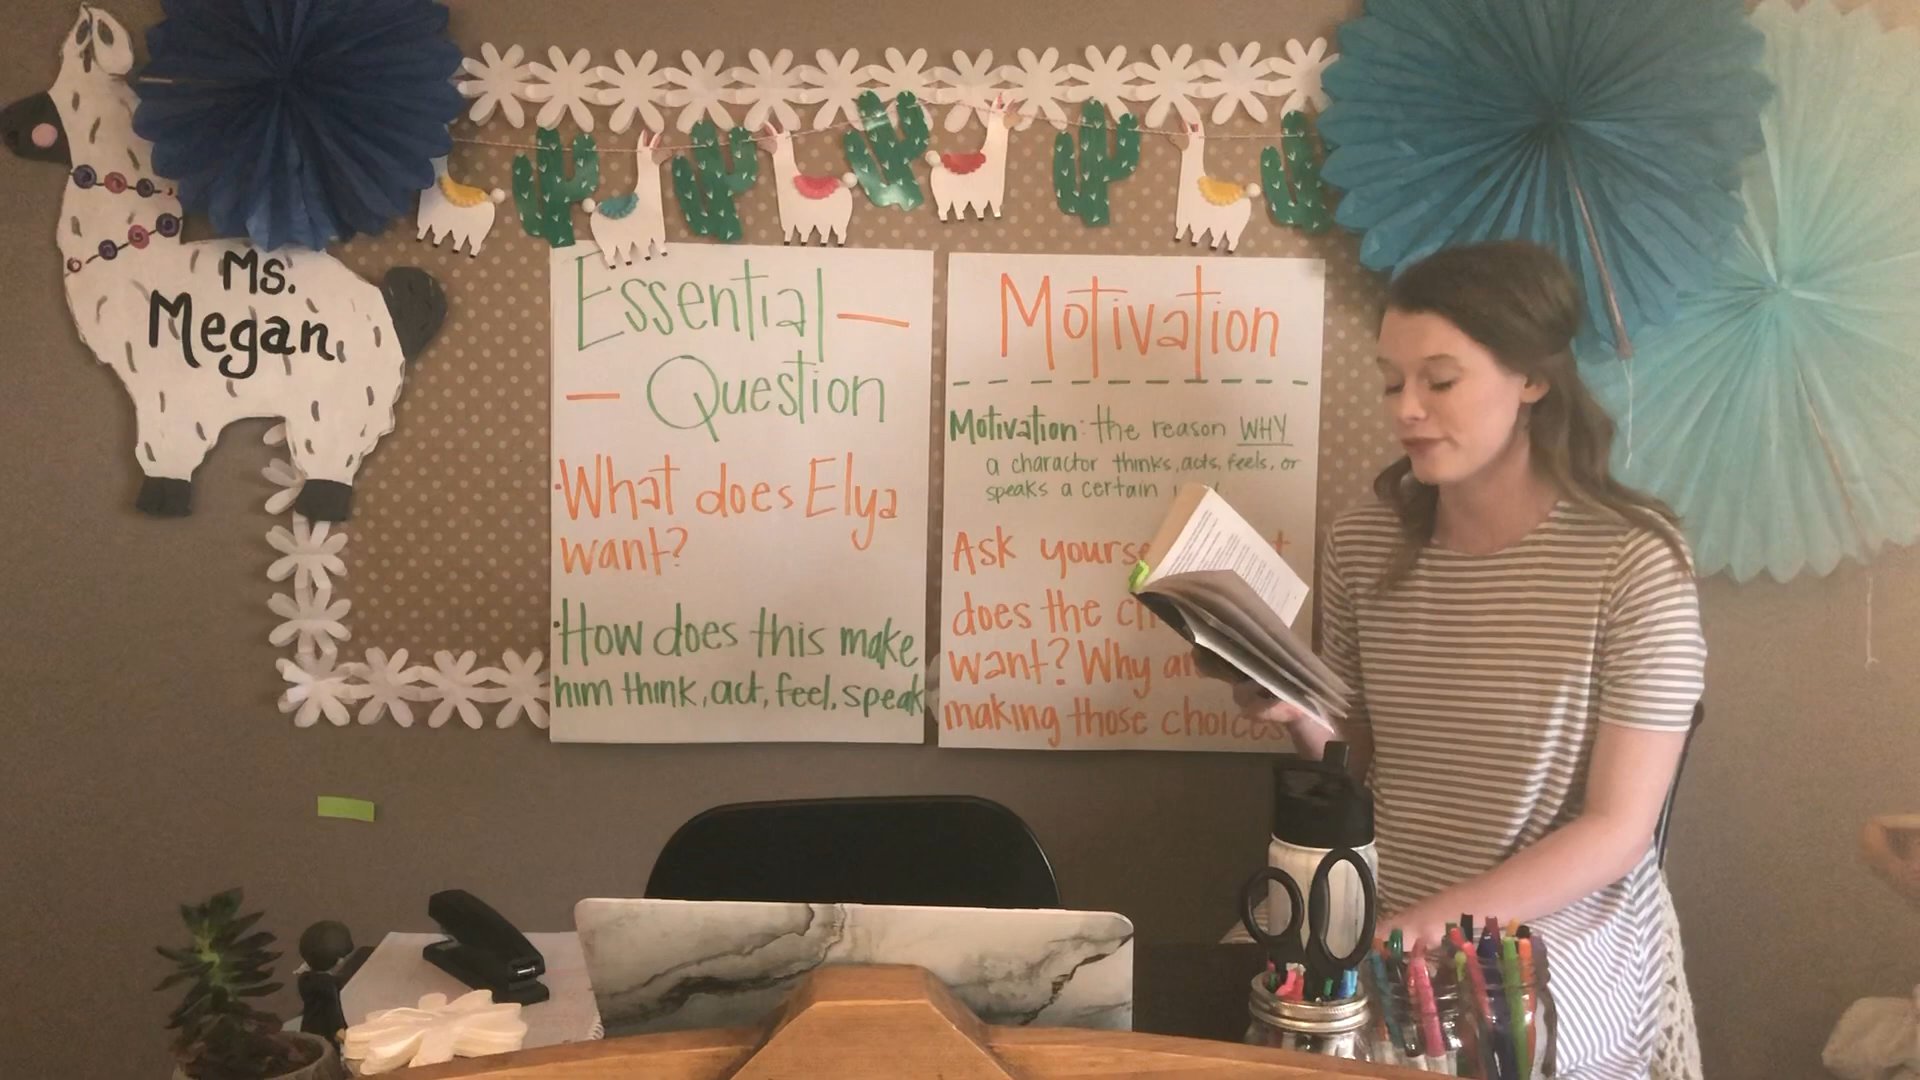 Ms.
Megan
Essential
Question
What does Elya
want?
How does this make
him think, act, feel, speak
Motivation
Motivation: the reason WHY
a charactor thinks, acts, feels, or
speaks a certain
Ask
does the
want? Why
making those choices